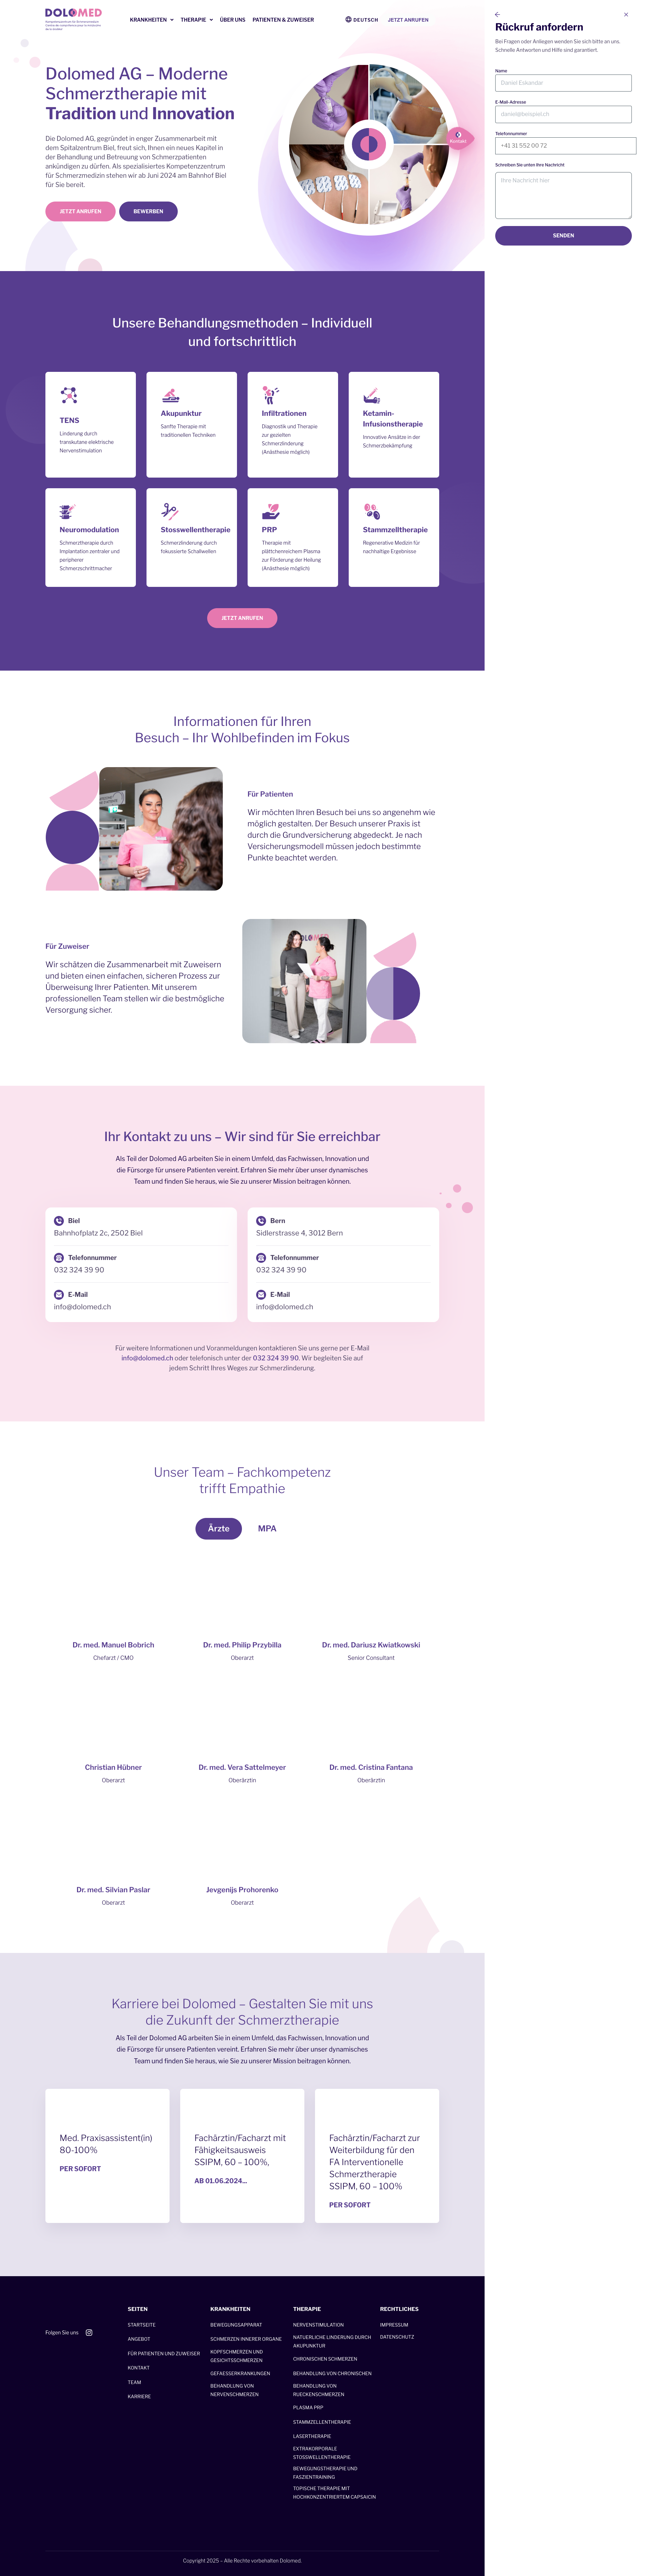 DOLOMED
KRANKHEITEN
THERAPIE
ÜBER UNS
PATIENTEN & ZUWEISER
DEUTSCH
JETZT ANRUFEN
Dolomed AG – Moderne
Schmerztherapie mit
Tradition und Innovation
Die Dolomed AG, gegründet in enger Zusammenarbeit mit
dem Spitalzentrum Biel, freut sich, Ihnen ein neues Kapitel in
der Behandlung und Betreuung von Schmerzpatienten
ankündigen zu dürfen. Als spezialisiertes Kompetenzzentrum
für Schmerzmedizin stehen wir ab Juni 2024 am Bahnhof Biel
für Sie bereit.
JETZT ANRUFEN
BEWERBEN
Kontakt
Rückruf anfordern
Bei Fragen oder Anliegen wenden Sie sich bitte an uns.
Schnelle Antworten und Hilfe sind garantiert.
Name
Daniel Eseandar
E-Mail-Adresse
daniel@beispiel.ch
Telefonnummer
+41 31 552 00 72
Schreiben Sie unten Ihre Nachricht
Ihre Nachricht hier
SENDEN
Unsere Behandlungsmethoden – Individuell
und fortschrittlich
TENS
Linderung durch
transkutane elektrische
Nervenstimulation
Akupunktur
Sanfte Therapie mit
traditionellen Techniken
Infiltrationen
Diagnostik und Therapie
zur gezielten
Schmerzlinderung
(Anästhesie möglich)
Ketamin-
Infusionstherapie
Innovative Ansätze in der
Schmerzbekämpfung
Neuromodulation
Schmerztherapie durch
Implantation zentraler und
peripherer
Schmerzschrittmacher
Stosswellentherapie
Schmerzlinderung durch
fokussierte Schallwellen
PRP
Therapie mit
plättchenreichem Plasma
zur Förderung der Heilung
(Anästhesie möglich)
Stammzelltherapie
Regenerative Medizin für
nachhaltige Ergebnisse
JETZT ANRUFEN
Informationen für Ihren
Besuch – Ihr Wohlbefinden im Fokus
Für Patienten
Wir möchten Ihren Besuch bei uns so angenehm wie
möglich gestalten. Der Besuch unserer Praxis ist
durch die Grundversicherung abgedeckt. Je nach
Versicherungsmodell müssen jedoch bestimmte
Punkte beachtet werden.
Für Zuweiser
Wir schätzen die Zusammenarbeit mit Zuweisern
und bieten einen einfachen, sicheren Prozess zur
Überweisung Ihrer Patienten. Mit unserem
professionellen Team stellen wir die bestmögliche
Versorgung sicher.
Ihr Kontakt zu uns – Wir sind für Sie erreichbar
Als Teil der Dolomed AG arbeiten Sie in einem Umfeld, das Fachwissen, Innovation und
die Fürsorge für unsere Patienten vereint. Erfahren Sie mehr über unser dynamisches
Team und finden Sie heraus, wie Sie zu unserer Mission beitragen können.
Biel
Bahnhofplatz 2c, 2502 Biel
Telefonnummer
032 324 39 90
E-Mail
info@dolomed.ch
Bern
Sidlerstrasse 4, 3012 Bern
Telefonnummer
032 324 39 90
E-Mail
info@dolomed.ch
Für weitere Informationen und Voranmeldungen kontaktieren Sie uns gerne per E-Mail
info@dolomed.ch oder telefonisch unter der 032 324 39 90. Wir begleiten Sie auf
jedem Schritt Ihres Weges zur Schmerzlinderung.
Unser Team – Fachkompetenz
trifft Empathie
Ärzte
MPA
Dr. med. Manuel Bobrich
Chefarzt / CMO
Dr. med. Philip Przybilla
Oberarzt
Dr. med. Dariusz Kwiatkowski
Senior Consultant
Christian Hübner
Oberarzt
Dr. med. Vera Sattelmeyer
Oberärztin
Dr. med. Cristina Fantana
Oberärztin
Dr. med. Silvian Paslar
Oberarzt
Jevgenijs Prohorenko
Oberarzt
Karriere bei Dolomed – Gestalten Sie mit uns
die Zukunft der Schmerztherapie
Als Teil der Dolomed AG arbeiten Sie in einem Umfeld, das Fachwissen, Innovation und
die Fürsorge für unsere Patienten vereint. Erfahren Sie mehr über unser dynamisches
Team und finden Sie heraus, wie Sie zu unserer Mission beitragen können.
Med. Praxisassistent(in)
80-100%
PER SOFORT
Fachärztin/Facharzt mit
Fähigkeitsausweis
SSIPM, 60 – 100%,
AB 01.06.2024...
Fachärztin/Facharzt zur
Weiterbildung für den
FA Interventionelle
Schmerztherapie
SSIPM, 60 – 100%
PER SOFORT
Folgen Sie uns
SEITEN
STARTSEITE
ANGEBOT
FÜR PATIENTEN UND ZUWEISER
KONTAKT
TEAM
KARRIERE
KRANKHEITEN
BEWEGUNGSAPPARAT
SCHMERZEN INNERER ORGANE
KOPFSCHMERZEN UND
GESICHTSSCHMERZEN
GEFAESSERKRANKUNGEN
BEHANDLUNG VON
NERVENSCHMERZEN
THERAPIE
NERVENSTIMULATION
NATUERLICHE LINDERUNG DURCH
AKUPUNKTUR
CHRONISCHEN SCHMERZEN
BEHANDLUNG VON CHRONISCHEN
BEHANDLUNG VON
RUECKENSCHMERZEN
PLASMA PRP
STAMMZELLENTHERAPIE
LASERTHERAPIE
EXTRAKORPORALE
STOSSWELLENTHERAPIE
BEWEGUNGSTHERAPIE UND
FASZIENTRAINING
TOPISCHE THERAPIE MIT
HOCHKONZENTRIERTEM CAPSAICIN
RECHTLICHES
IMPRESSUM
DATENSCHUTZ
Copyright 2025 – Alle Rechte vorbehalten Dolomed.